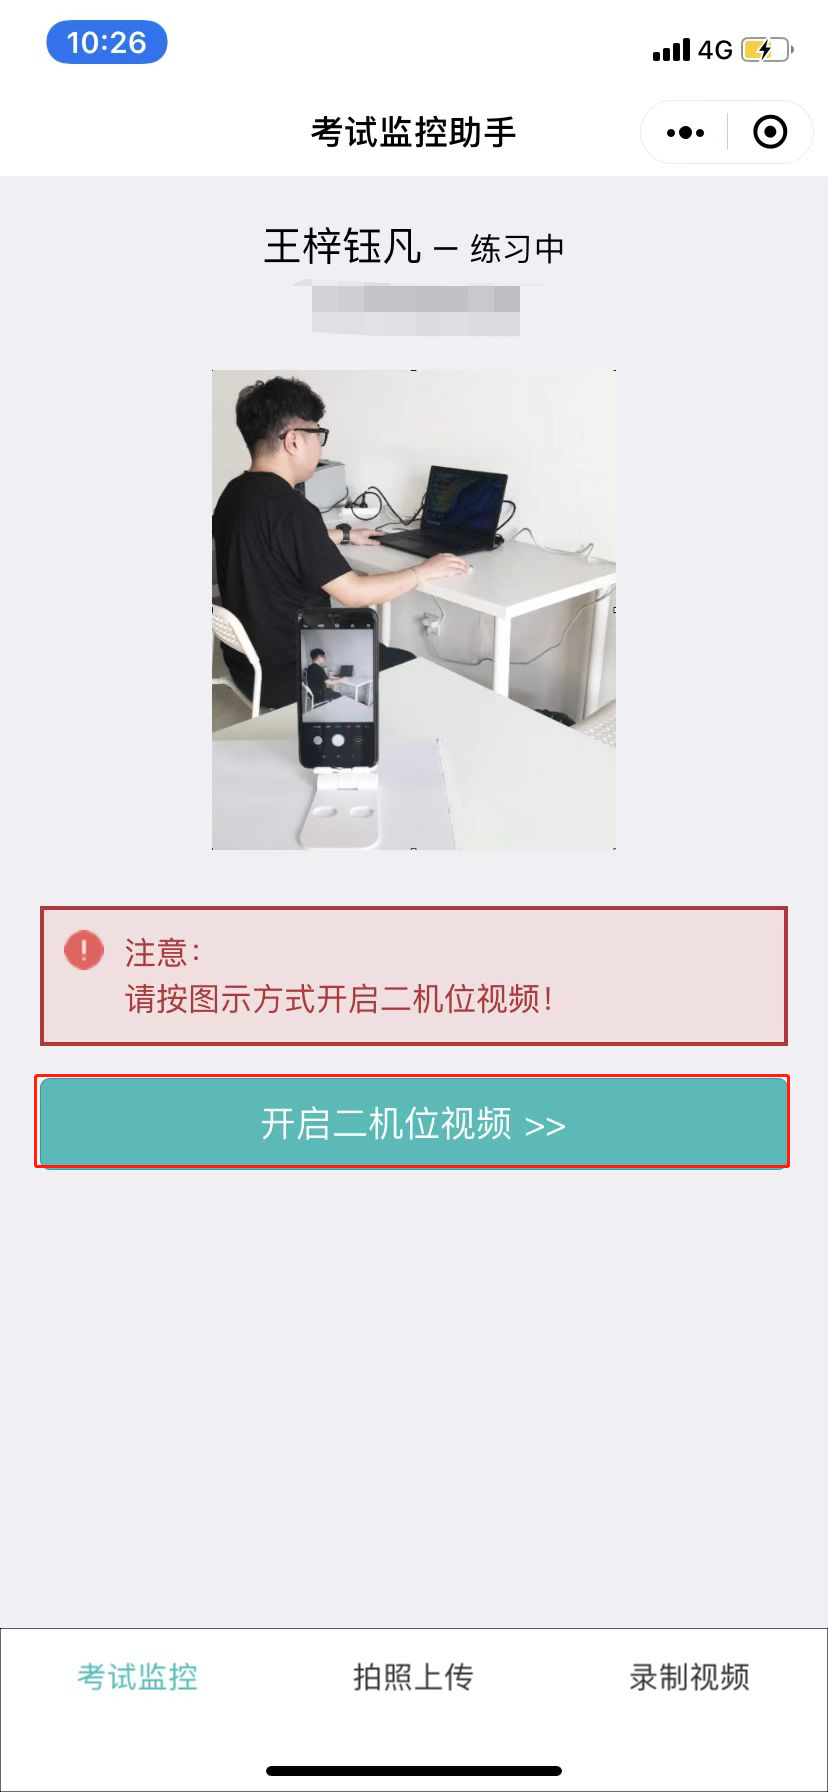 10:26
4G
考试监控助手
王梓钰凡 — 练习中
注意：
请按图示方式开启二机位视频！
开启二机位视频 >>
考试监控
拍照上传
录制视频